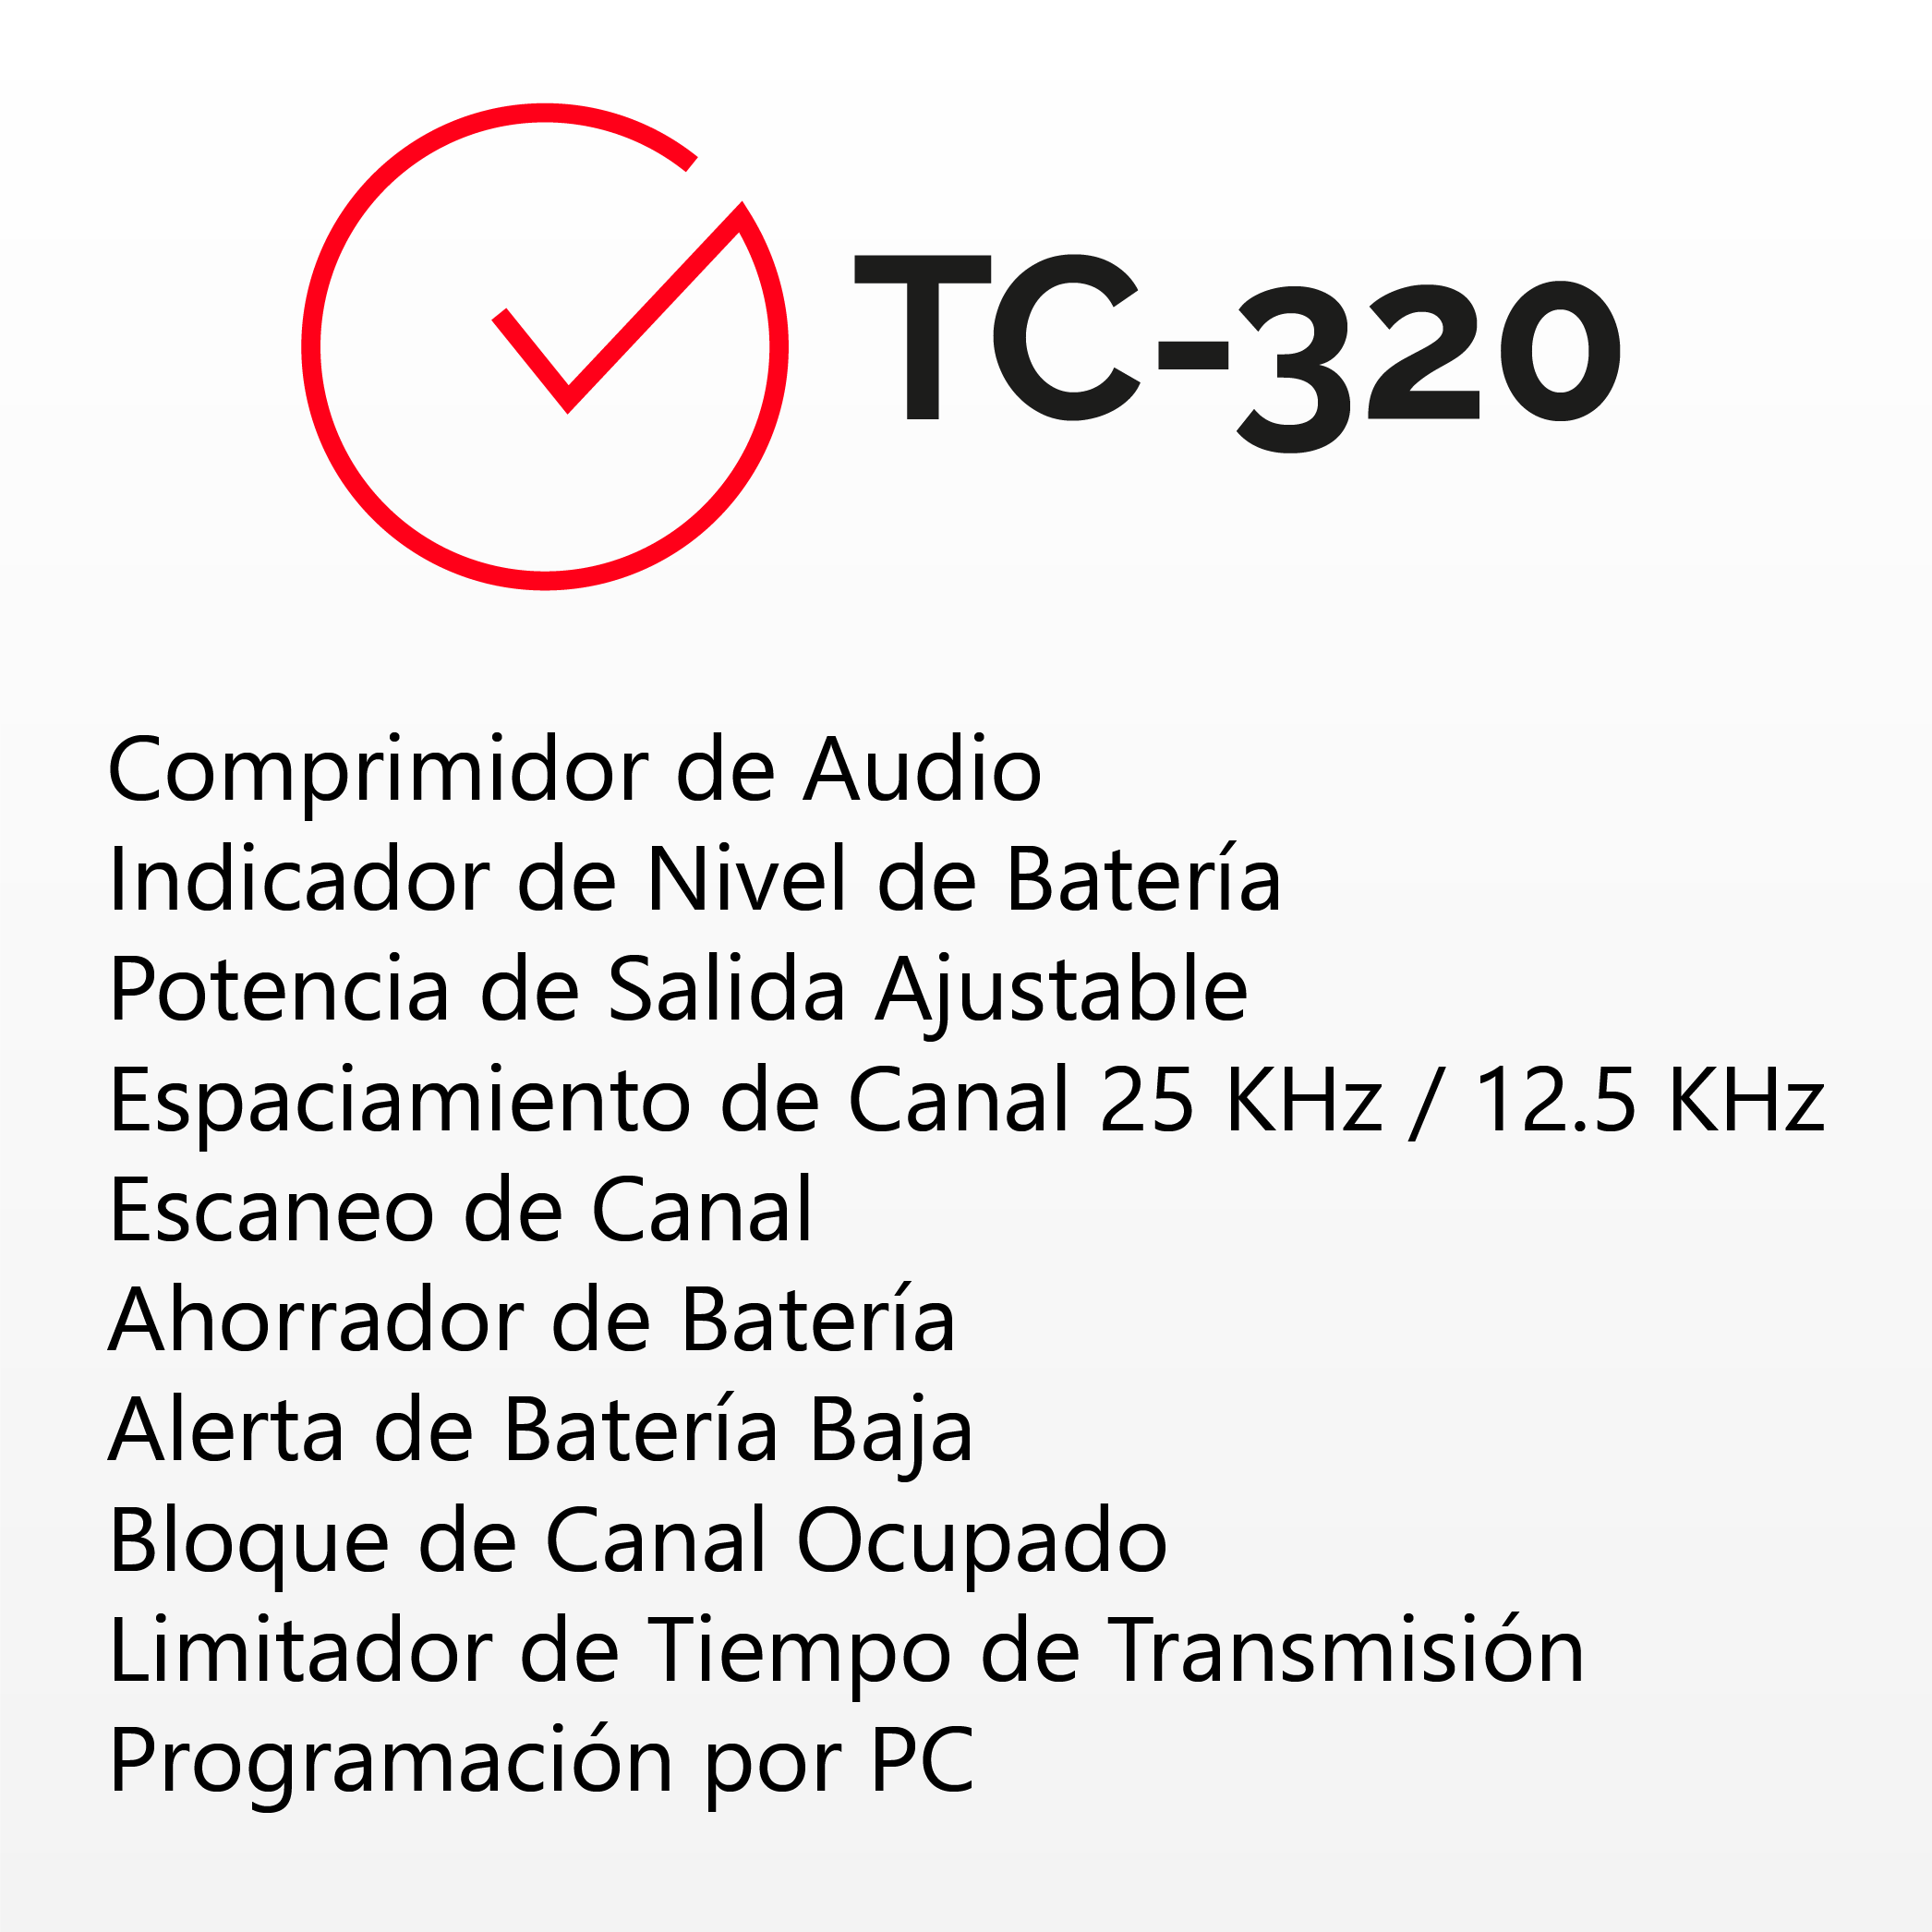 TC-320
Comprimidor de Audio
Indicador de Nivel de Batería
Potencia de Salida Ajustable
Espaciamiento de Canal 25 KHz / 12.5 KHz
Escaneo de Canal
Ahorrador de Batería
Alerta de Batería Baja
Bloque de Canal Ocupado
Limitador de Tiempo de Transmisión
Programación por PC